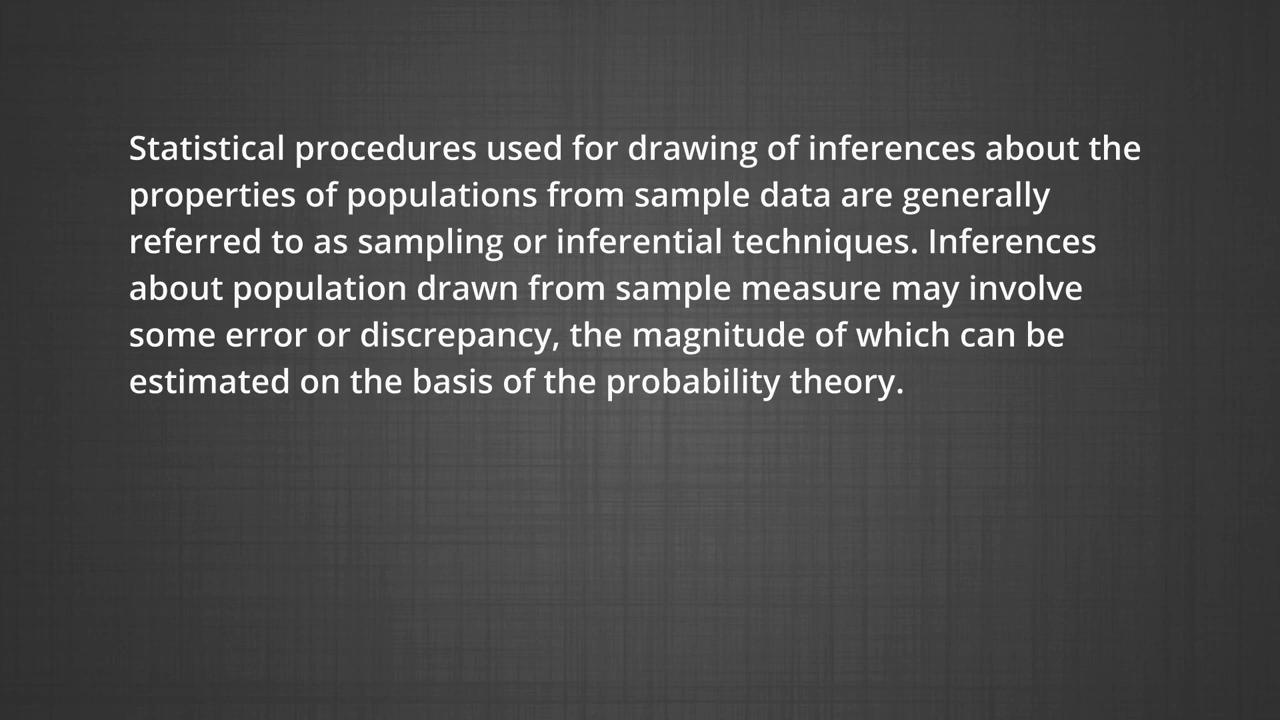 Statistical procedures used for drawing of inferences about the
properties of populations from sample data are generally
referred to as sampling or inferential techniques. Inferences
about population drawn from sample measure may involve
some error or discrepancy, the magnitude of which can be
estimated on the basis of the probability theory.